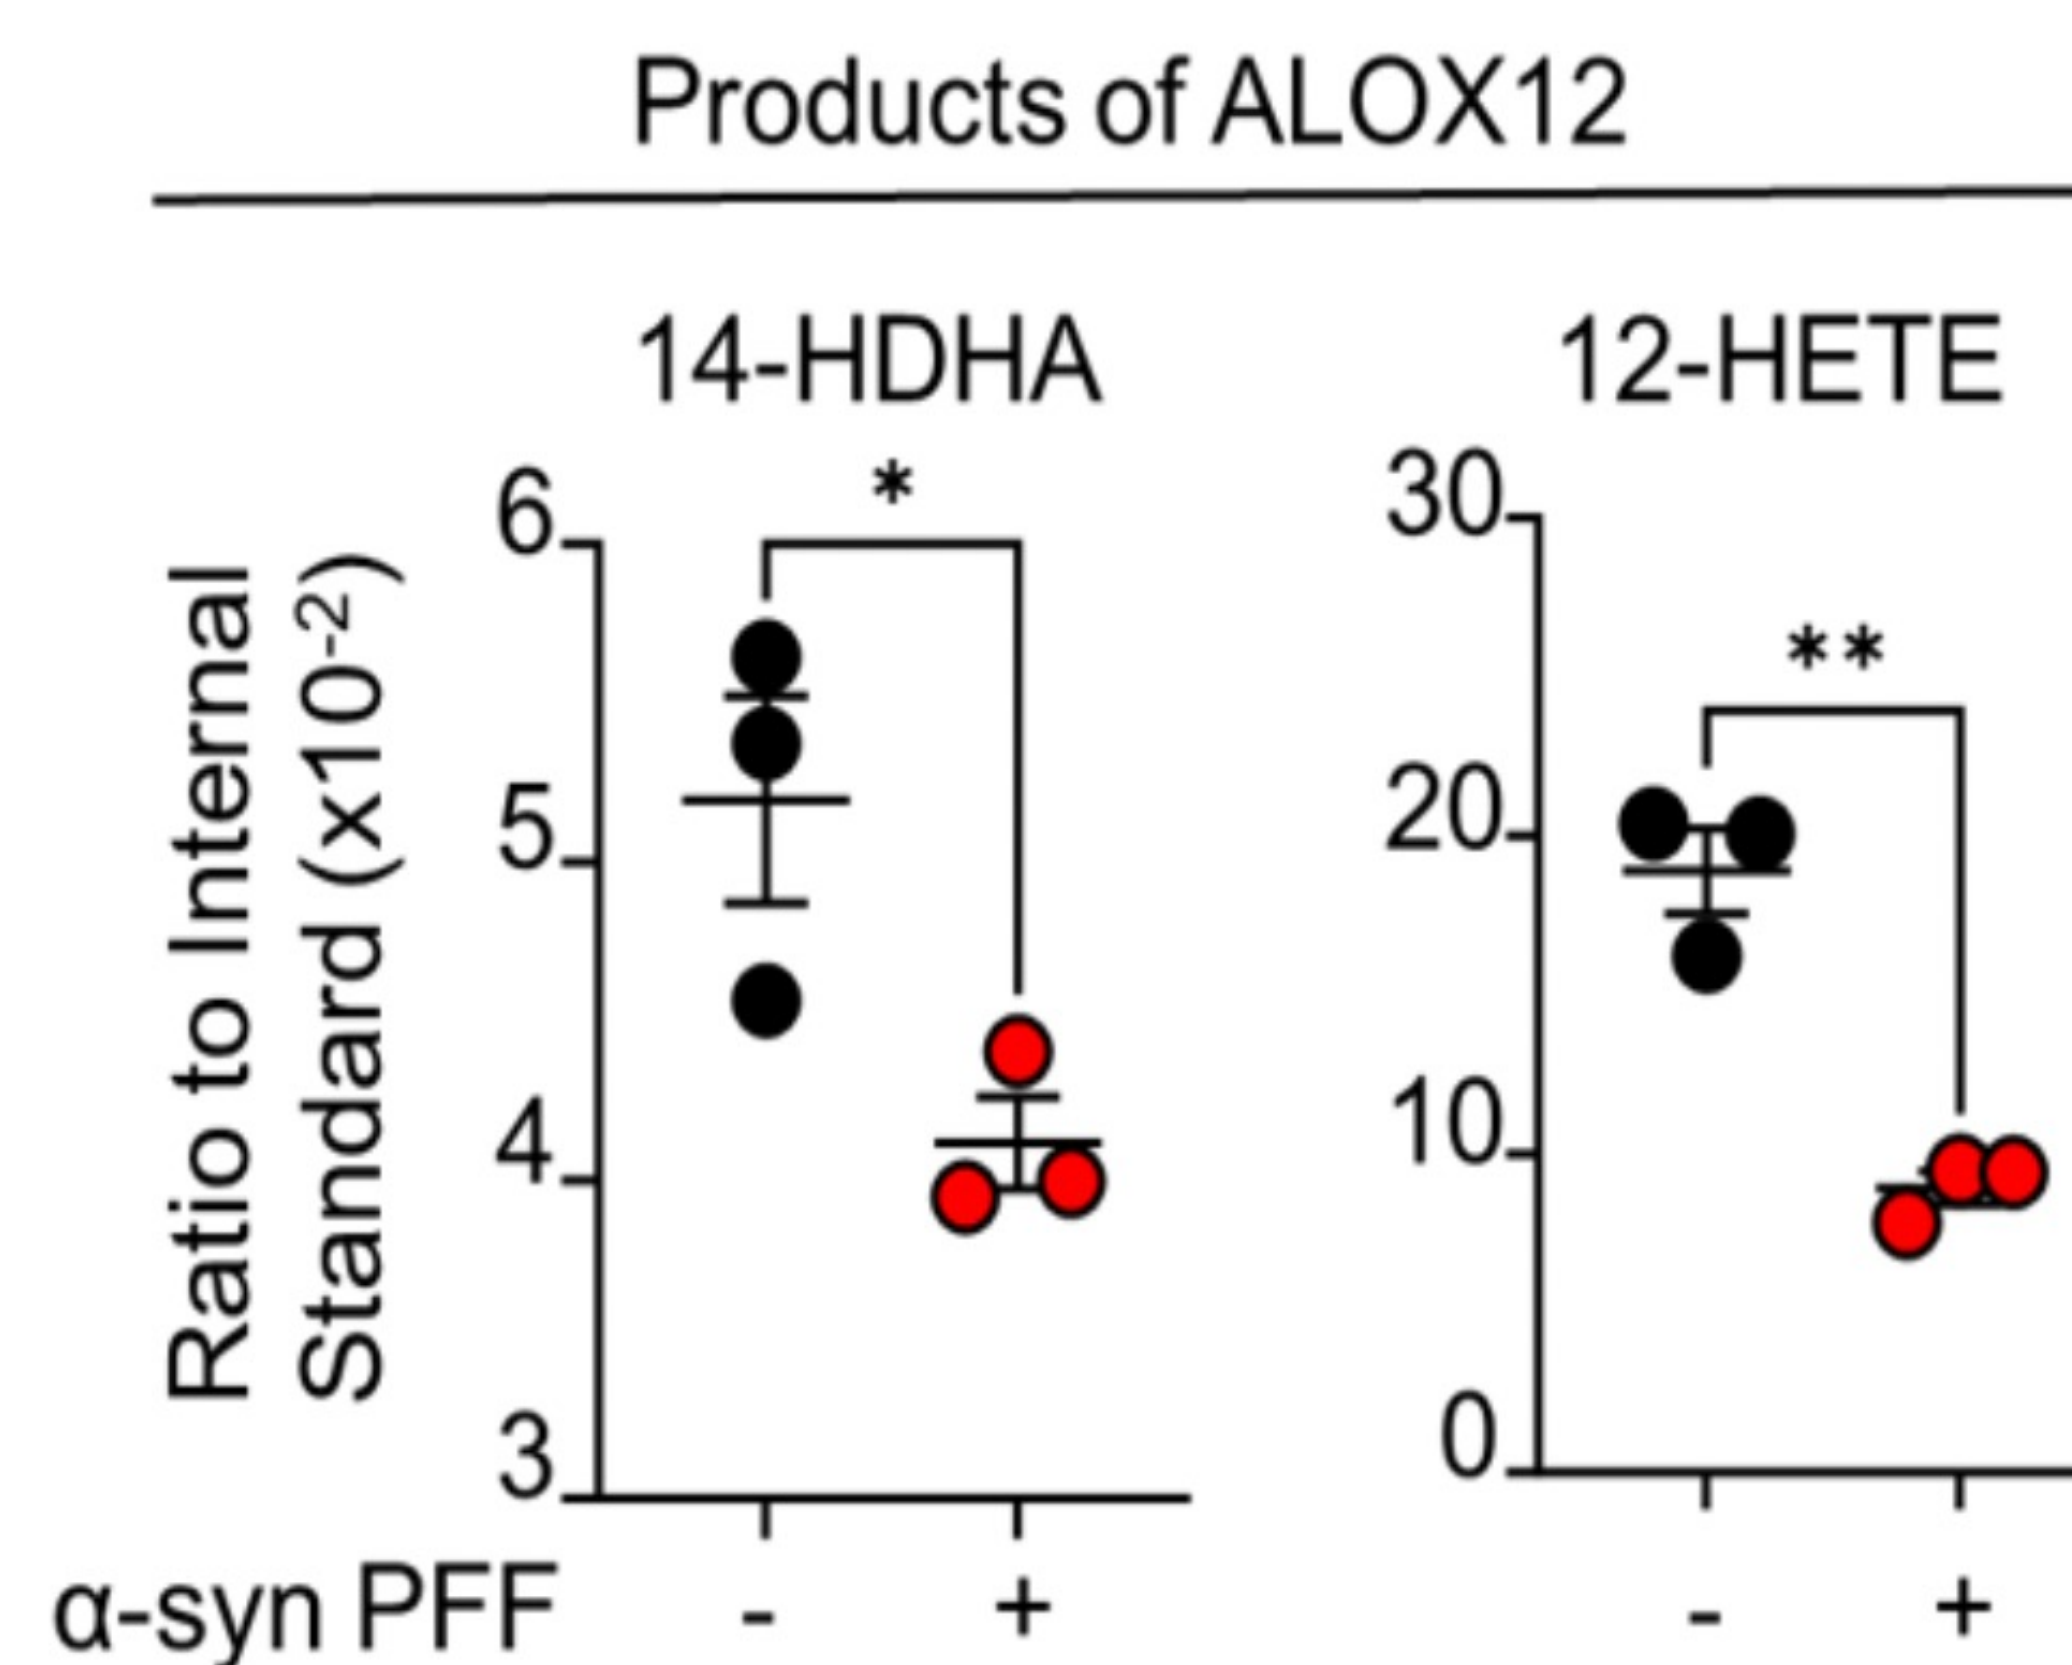 Products of ALOX12
14-HDHA
12-HETE
Ratio to Internal
Standard (x10⁻²)
*
6
5
4
3
**
30
20
10
0
α-syn PFF - + - +